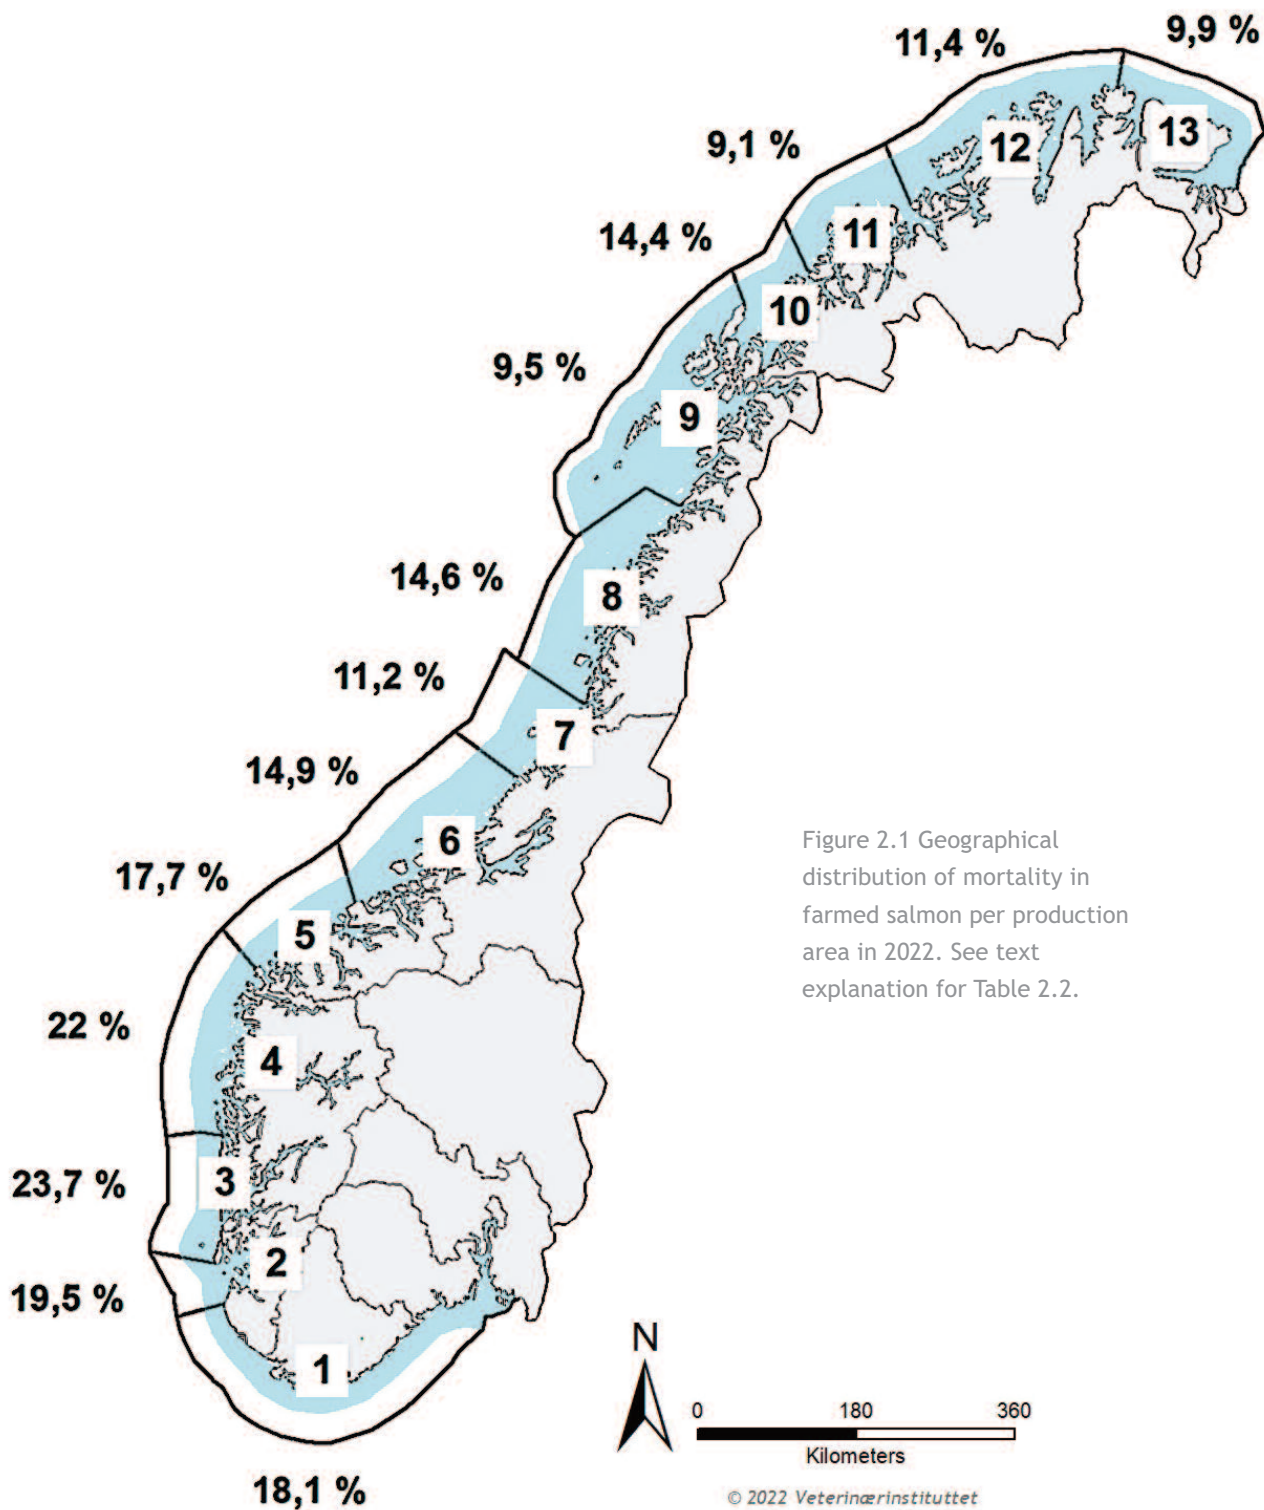 11,4 %
9,9 %
13
12
9,1 %
11
14,4 %
10
9,5 %
9
14,6 %
8
11,2 %
7
14,9 %
6
Figure 2.1 Geographical
distribution of mortality in
farmed salmon per production
area in 2022. See text
explanation for Table 2.2.
17,7 %
5
22 %
4
23,7 %
3
2
19,5 %
1
18,1 %
N
0 180 360
Kilometers
© 2022 Veterinærinstituttet